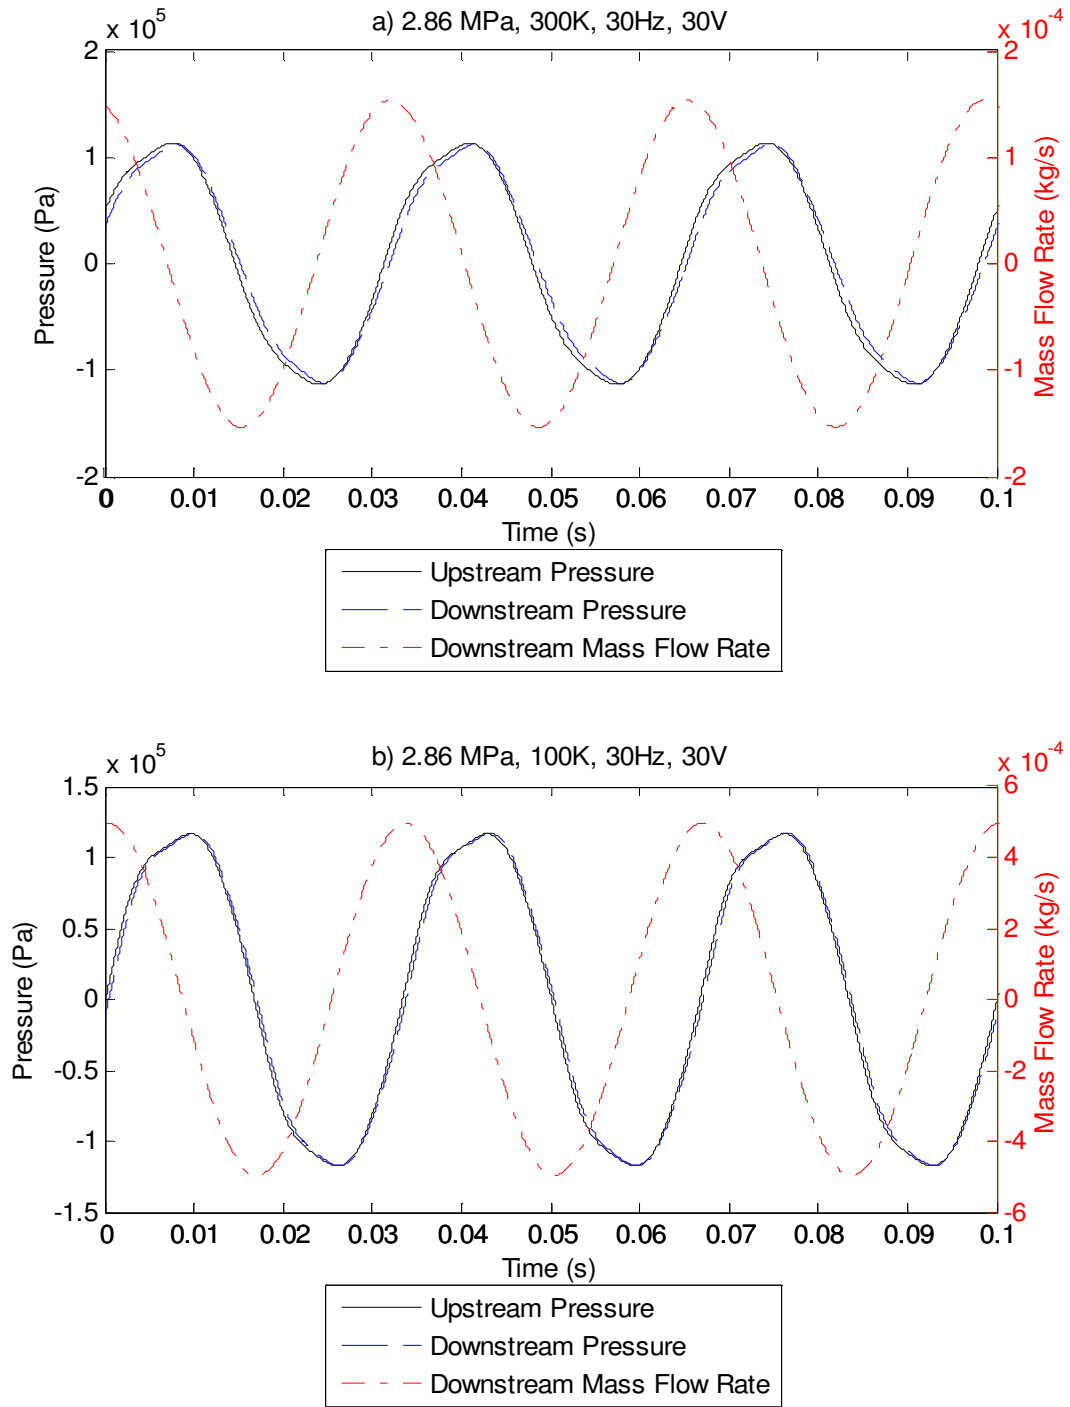 a) 2.86 MPa, 300K, 30Hz, 30V
x 10^5
x 10^-4
2
1
0
-1
-2
Pressure (Pa)
2
1
0
-1
-2
Mass Flow Rate (kg/s)
0 0.01 0.02 0.03 0.04 0.05 0.06 0.07 0.08 0.09 0.1
Time (s)
Upstream Pressure
Downstream Pressure
Downstream Mass Flow Rate
b) 2.86 MPa, 100K, 30Hz, 30V
x 10^5
x 10^-4
1.5
1
0.5
0
-0.5
-1
-1.5
Pressure (Pa)
6
4
2
0
-2
-4
-6
Mass Flow Rate (kg/s)
0 0.01 0.02 0.03 0.04 0.05 0.06 0.07 0.08 0.09 0.1
Time (s)
Upstream Pressure
Downstream Pressure
Downstream Mass Flow Rate